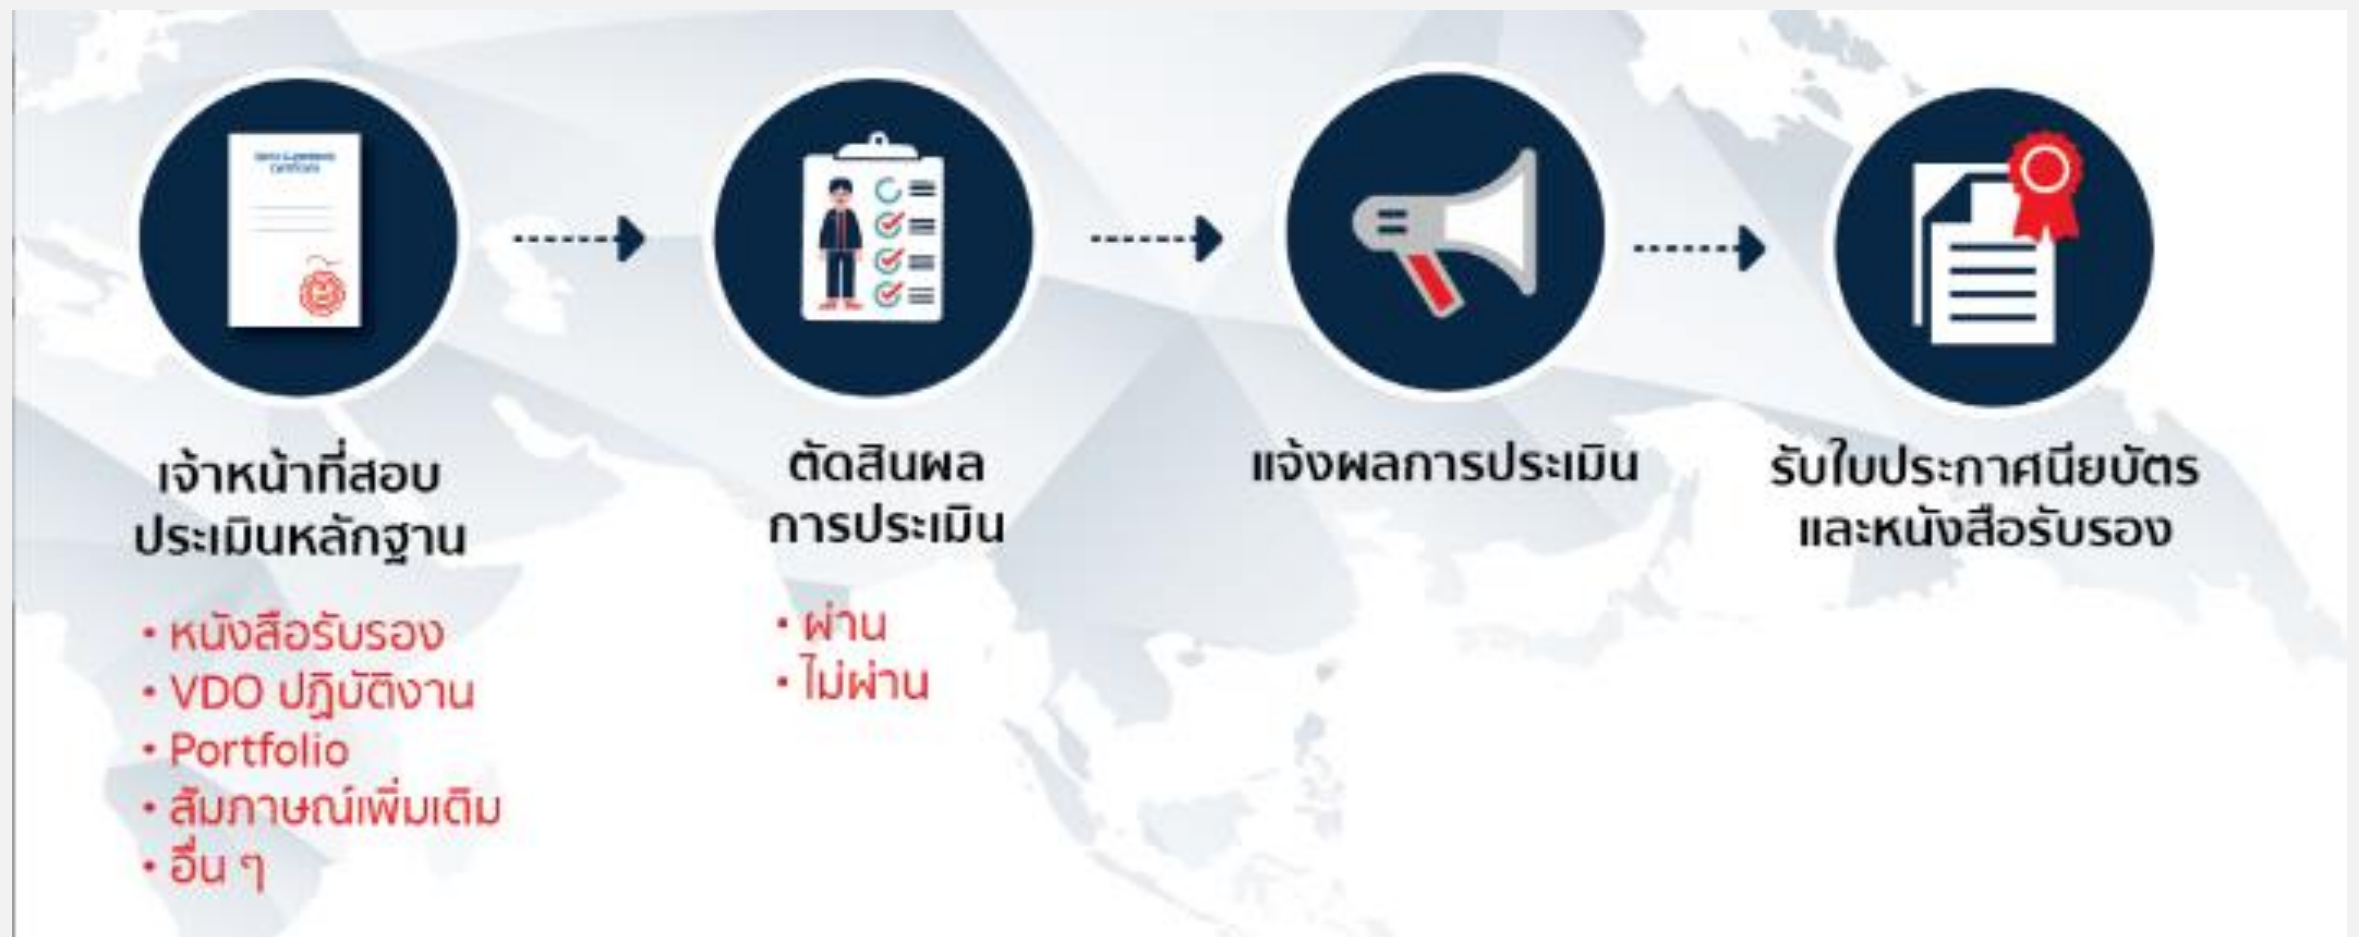 เจ้าหน้าที่สอบ
ประเมินหลักฐาน
• หนังสือรับรอง
• VDO ปฏิบัติงาน
• Portfolio
• สัมภาษณ์เพิ่มเติม
• อื่น ๆ
ตัดสินผล
การประเมิน
• ผ่าน
• ไม่ผ่าน
แจ้งผลการประเมิน
รับใบประกาศนียบัตร
และหนังสือรับรอง